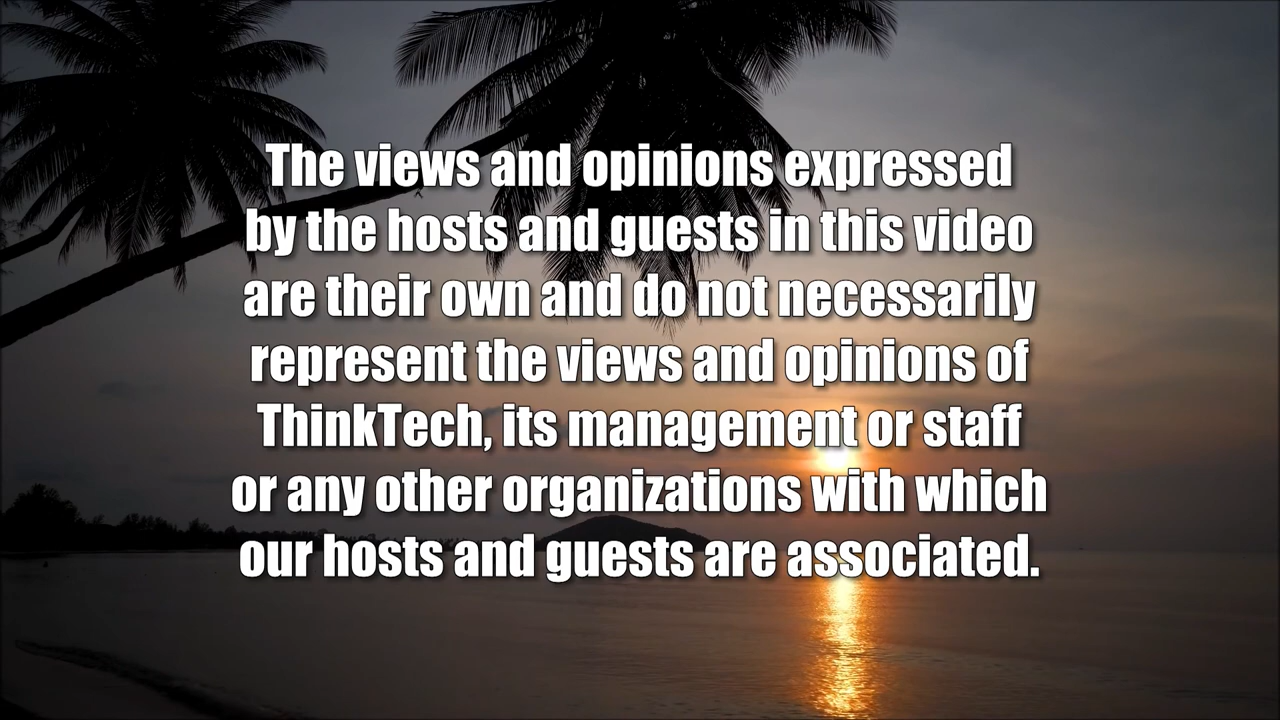 The views and opinions expressed
by the hosts and guests in this video
are their own and do not necessarily
represent the views and opinions of
ThinkTech, its management or staff
or any other organizations with which
our hosts and guests are associated.